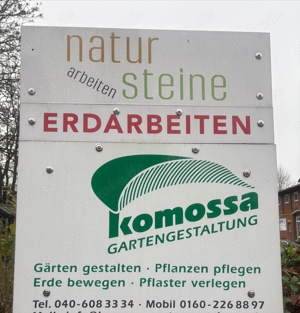 natur
arbeiten
steine
ERDARBEITEN
komossa
GARTENGESTALTUNG
Gärten gestalten · Pflanzen pflegen
Erde bewegen · Pflaster verlegen
Tel. 040-608 33 34 · Mobil 0160-226 88 97